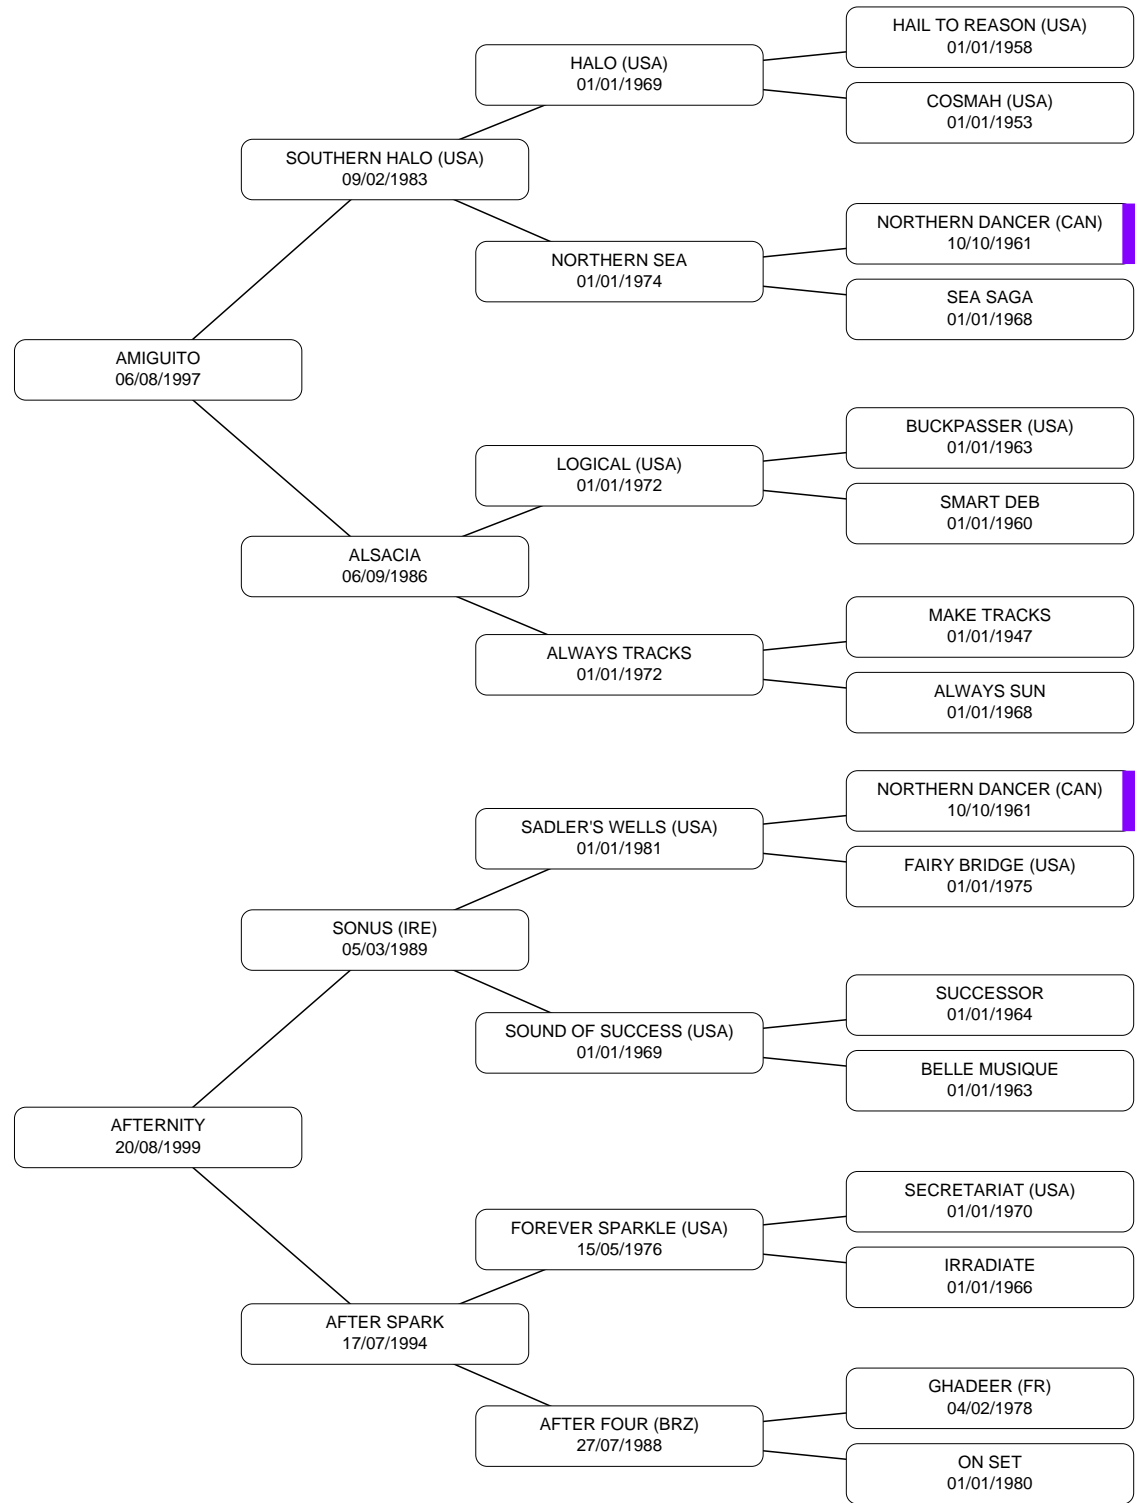 HAIL TO REASON (USA)
01/01/1958
HALO (USA)
01/01/1969
COSMAH (USA)
01/01/1953
SOUTHERN HALO (USA)
09/02/1983
NORTHERN DANCER (CAN)
10/10/1961
NORTHERN SEA
01/01/1974
SEA SAGA
01/01/1968
AMIGUITO
06/08/1997
BUCKPASSER (USA)
01/01/1963
LOGICAL (USA)
01/01/1972
SMART DEB
01/01/1960
ALSACIA
06/09/1986
MAKE TRACKS
01/01/1947
ALWAYS TRACKS
01/01/1972
ALWAYS SUN
01/01/1968
NORTHERN DANCER (CAN)
10/10/1961
SADLER'S WELLS (USA)
01/01/1981
FAIRY BRIDGE (USA)
01/01/1975
SONUS (IRE)
05/03/1989
SUCCESSOR
01/01/1964
SOUND OF SUCCESS (USA)
01/01/1969
BELLE MUSIQUE
01/01/1963
AFTERNITY
20/08/1999
SECRETARIAT (USA)
01/01/1970
FOREVER SPARKLE (USA)
15/05/1976
IRRADIATE
01/01/1966
AFTER SPARK
17/07/1994
GHADEER (FR)
04/02/1978
AFTER FOUR (BRZ)
27/07/1988
ON SET
01/01/1980